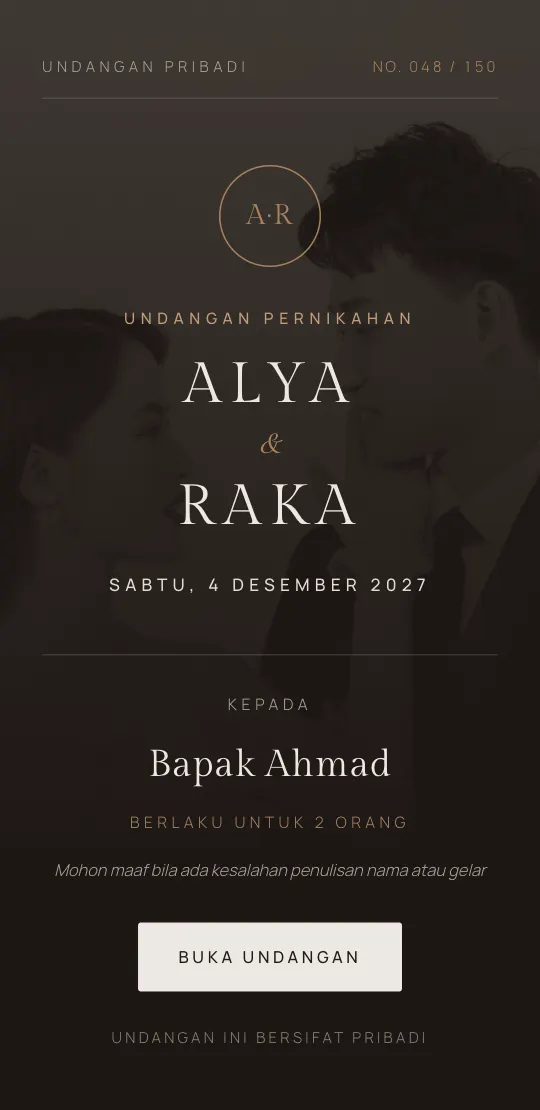 UNDANGAN PRIBADI
NO. 048 / 150
A·R
UNDANGAN PERNIKAHAN
ALYA
&
RAKA
SABTU, 4 DESEMBER 2027
KEPADA
Bapak Ahmad
BERLAKU UNTUK 2 ORANG
Mohon maaf bila ada kesalahan penulisan nama atau gelar
BUKA UNDANGAN
UNDANGAN INI BERSIFAT PRIBADI